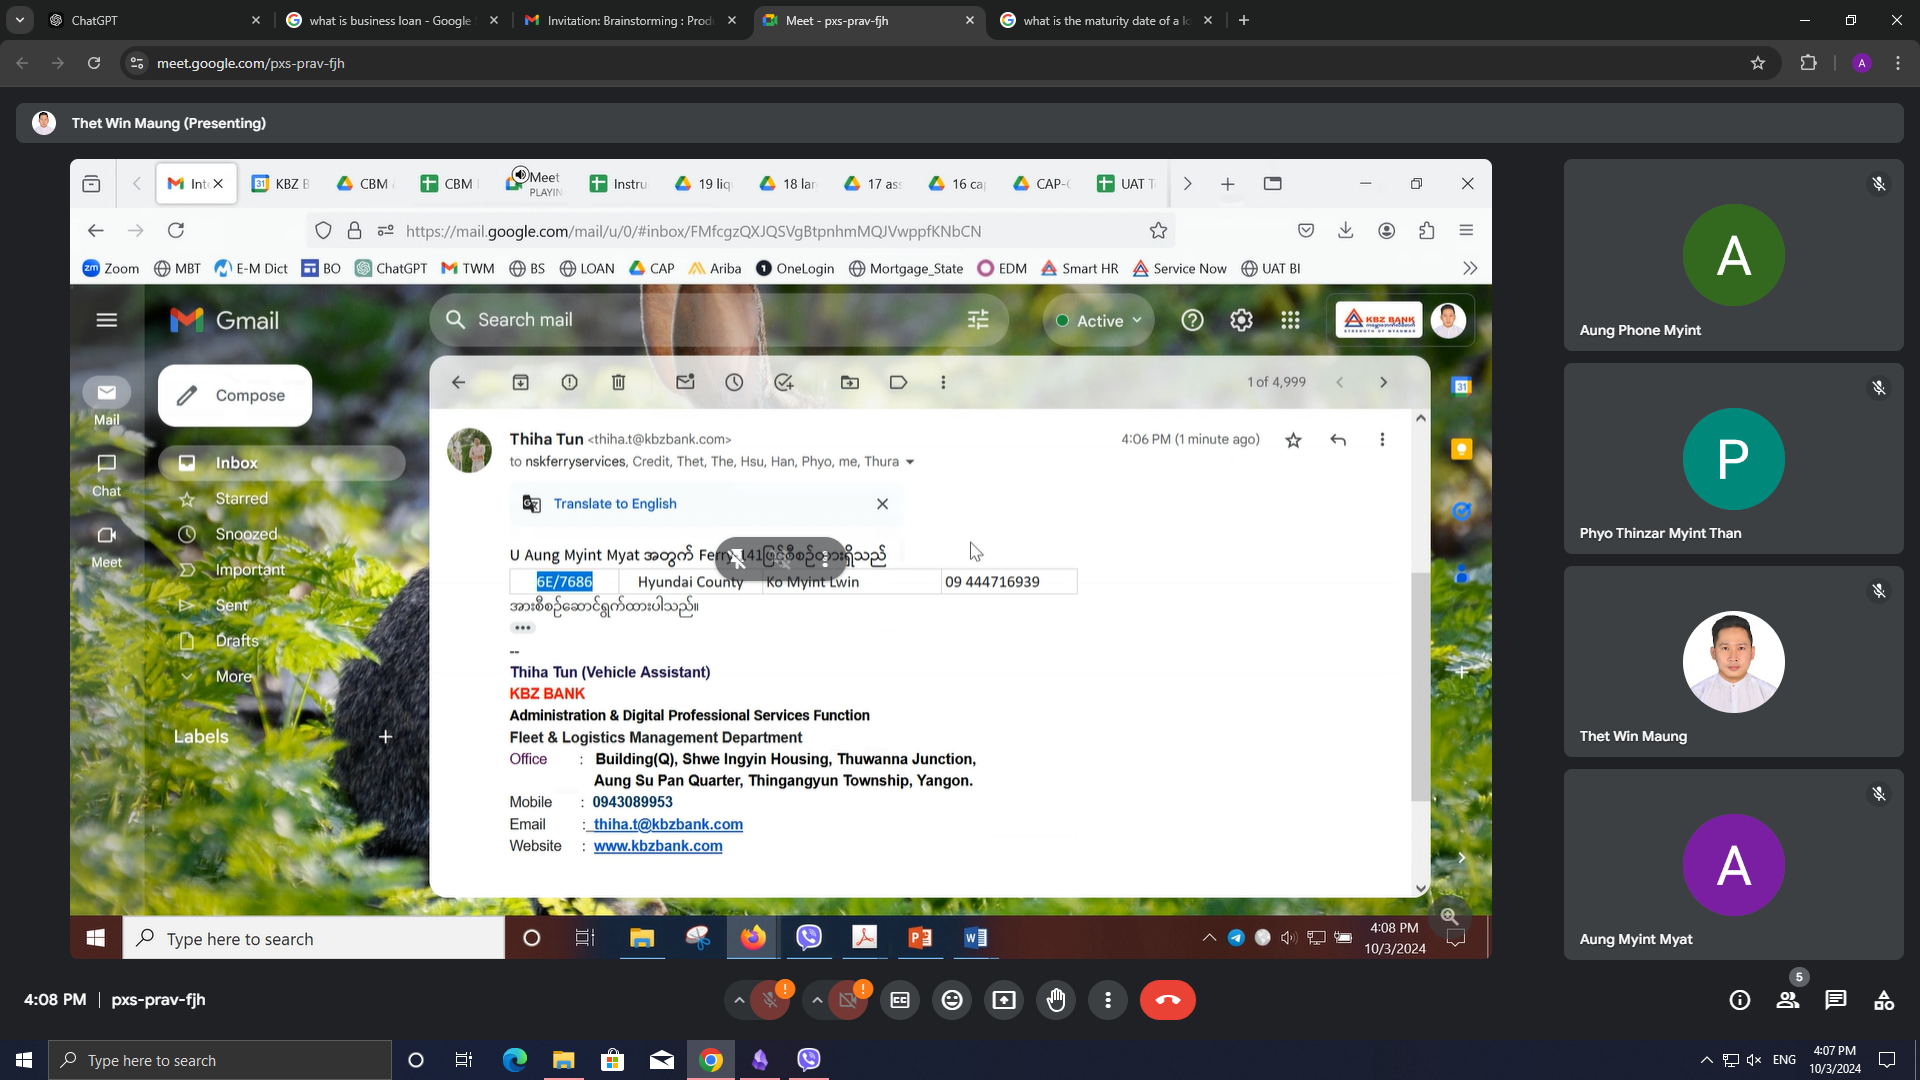 ChatGPT
what is business loan - Google
Invitation: Brainstorming : Prod
Meet - pxs-prav-fjh
what is the maturity date of a lo
meet.google.com/pxs-prav-fjh
A
Thet Win Maung (Presenting)
Int
31 KBZ B
CBM
CBM
Meet
PLAYIN
Instru
19 liq
18 lar
17 ass
16 ca
CAP-C
UAT T
https://mail.google.com/mail/u/0/#inbox/FMfcgzQXJQSVgBtpnhmMQJVwppfKNbCN
zm Zoom
MBT
E-M Dict
BO
ChatGPT
TWM
BS
LOAN
CAP
Ariba
1 OneLogin
Mortgage_State
EDM
Smart HR
Service Now
UAT BI
Gmail
Search mail
Active
KBZ BANK
STRENGTH OF MYANMAR
Compose
Mail
Chat
Meet
Inbox
Starred
Snoozed
Important
Sent
Drafts
More
Labels
1 of 4,999
31
Thiha Tun <thiha.t@kbzbank.com>
4:06 PM (1 minute ago)
to nskferryservices, Credit, Thet, The, Hsu, Han, Phyo, me, Thura
Translate to English
U Aung Myint Myat အတွက် Ferry-141ဖြင့်စီစဉ်ထားရှိသည်
6E/7686 Hyundai County Ko Myint Lwin 09 444716939
အားစီစဉ်ဆောင်ရွက်ထားပါသည်။
--
Thiha Tun (Vehicle Assistant)
KBZ BANK
Administration & Digital Professional Services Function
Fleet & Logistics Management Department
Office : Building(Q), Shwe Ingyin Housing, Thuwanna Junction,
Aung Su Pan Quarter, Thingangyun Township, Yangon.
Mobile : 0943089953
Email : thiha.t@kbzbank.com
Website : www.kbzbank.com
Type here to search
4:08 PM
10/3/2024
A
Aung Phone Myint
P
Phyo Thinzar Myint Than
Thet Win Maung
A
Aung Myint Myat
4:08 PM | pxs-prav-fjh
5
Type here to search
ENG
4:07 PM
10/3/2024